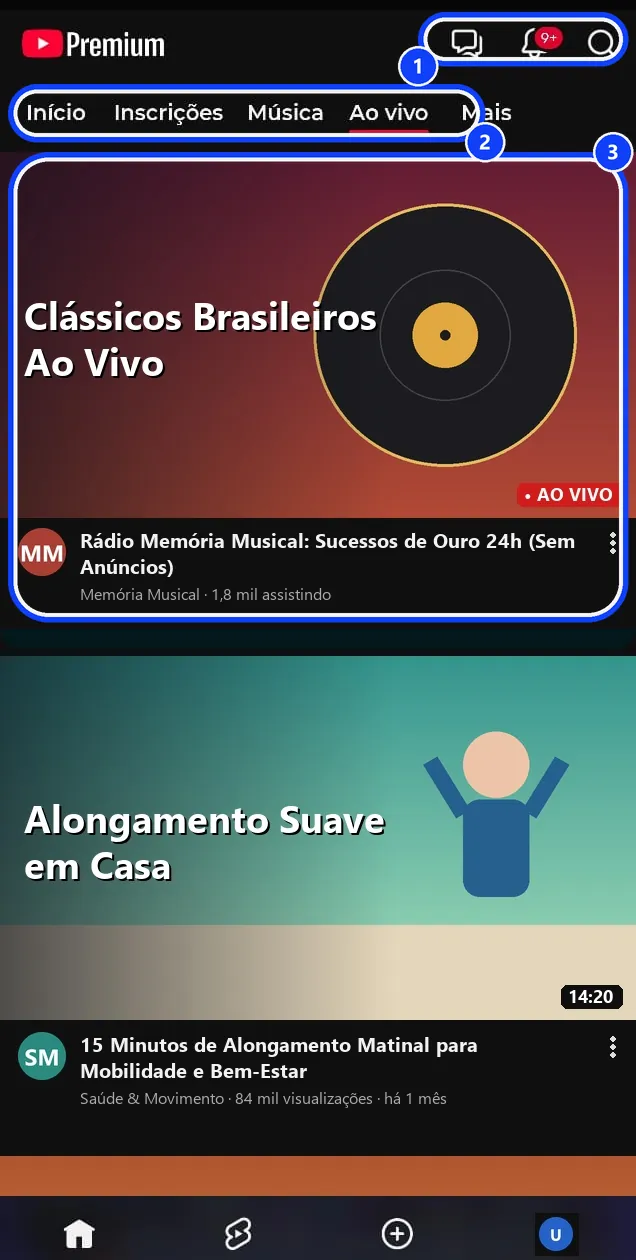 Premium
9+
1
Início Inscrições Música Ao vivo Mais
2
3
Clássicos Brasileiros
Ao Vivo
• AO VIVO
MM
Rádio Memória Musical: Sucessos de Ouro 24h (Sem
Anúncios)
Memória Musical · 1,8 mil assistindo
Alongamento Suave
em Casa
14:20
SM
15 Minutos de Alongamento Matinal para
Mobilidade e Bem-Estar
Saúde & Movimento · 84 mil visualizações · há 1 mês
U